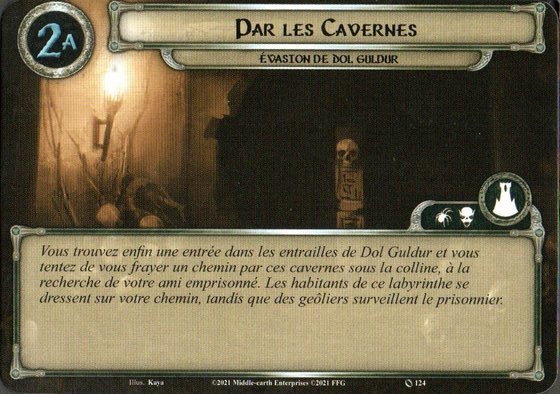 2A
Par les Cavernes
Évasion de Dol Guldur
Vous trouvez enfin une entrée dans les entrailles de Dol Guldur et vous
tentez de vous frayer un chemin par ces cavernes sous la colline, à la
recherche de votre ami emprisonné. Les habitants de ce labyrinthe se
dressent sur votre chemin, tandis que des geôliers surveillent le prisonnier.
Illus. Kaya ©2021 Middle-earth Enterprises ©2021 FFG 124